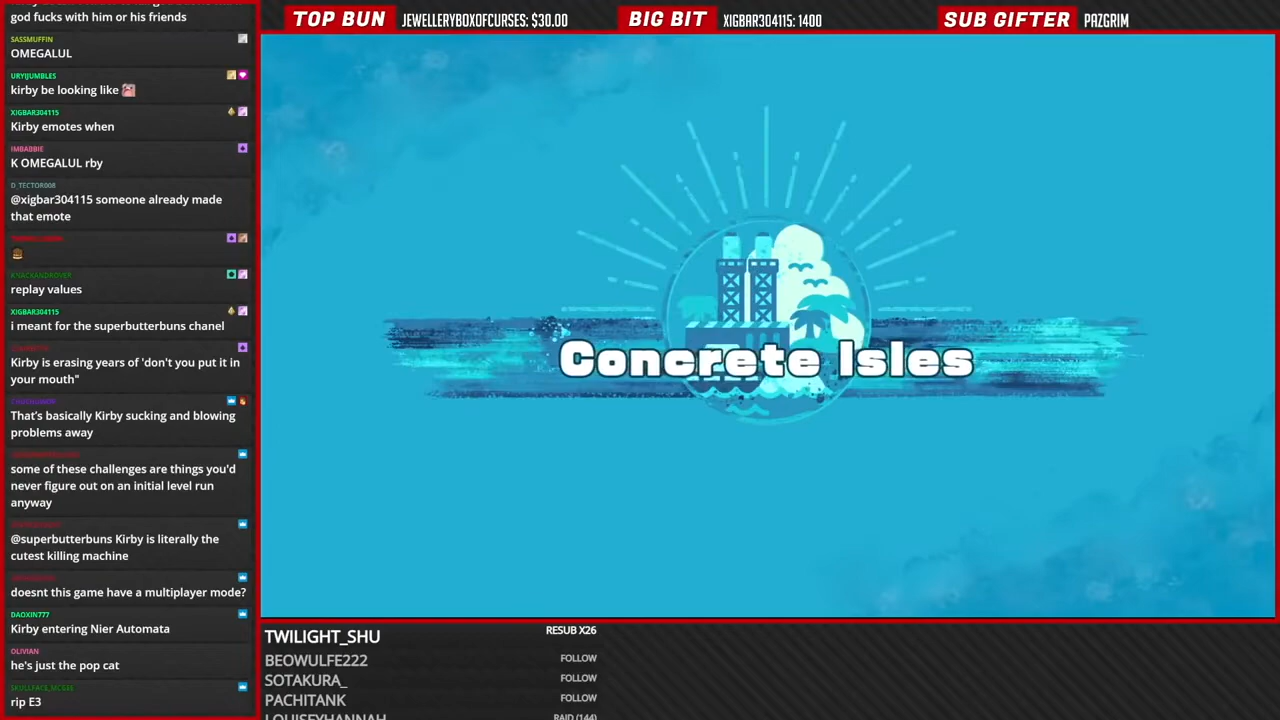 god fucks with him or his friends
SASSMUFFIN
OMEGALUL
URYIJUMBLES
kirby be looking like
XIGBAR304115
Kirby emotes when
IMBABBIE
K OMEGALUL rby
D_TECTOR008
@xigbar304115 someone already made
that emote
KNACKANDROVER
replay values
XIGBAR304115
i meant for the superbutterbuns chanel
Kirby is erasing years of 'don't you put it in
your mouth"
That's basically Kirby sucking and blowing
problems away
some of these challenges are things you'd
never figure out on an initial level run
anyway
@superbutterbuns Kirby is literally the
cutest killing machine
doesnt this game have a multiplayer mode?
DAOXIN777
Kirby entering Nier Automata
OLIVIAN
he's just the pop cat
SKULLFACE_MCGEE
rip E3
TOP BUN JEWELLERYBOXOFCURSES: $30.00
BIG BIT XIGBAR304115: 1400
SUB GIFTER PAZGRIM
Concrete Isles
TWILIGHT_SHU RESUB X26
BEOWULFE222 FOLLOW
SOTAKURA_ FOLLOW
PACHITANK FOLLOW
LOUISEYHANNAH RAID (144)